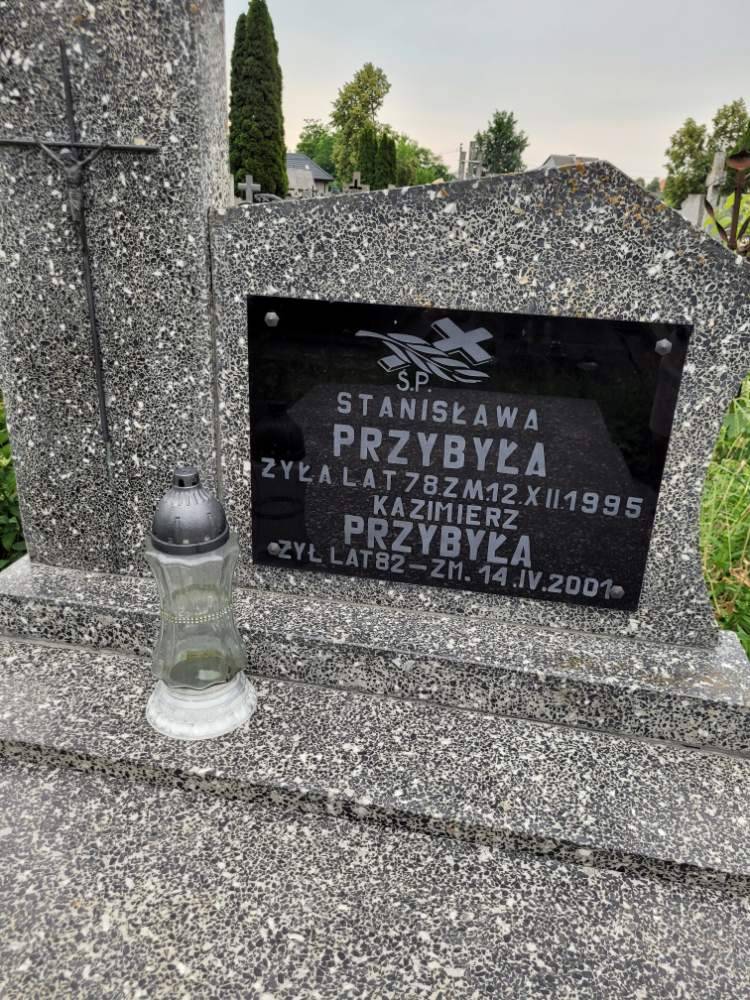 Ś.P.
STANISŁAWA
PRZYBYŁA
ŻYŁA LAT 78.ZM.12.XII.1995
KAZIMIERZ
PRZYBYŁA
ŻYŁ LAT 82 – ZM. 14.IV.2001